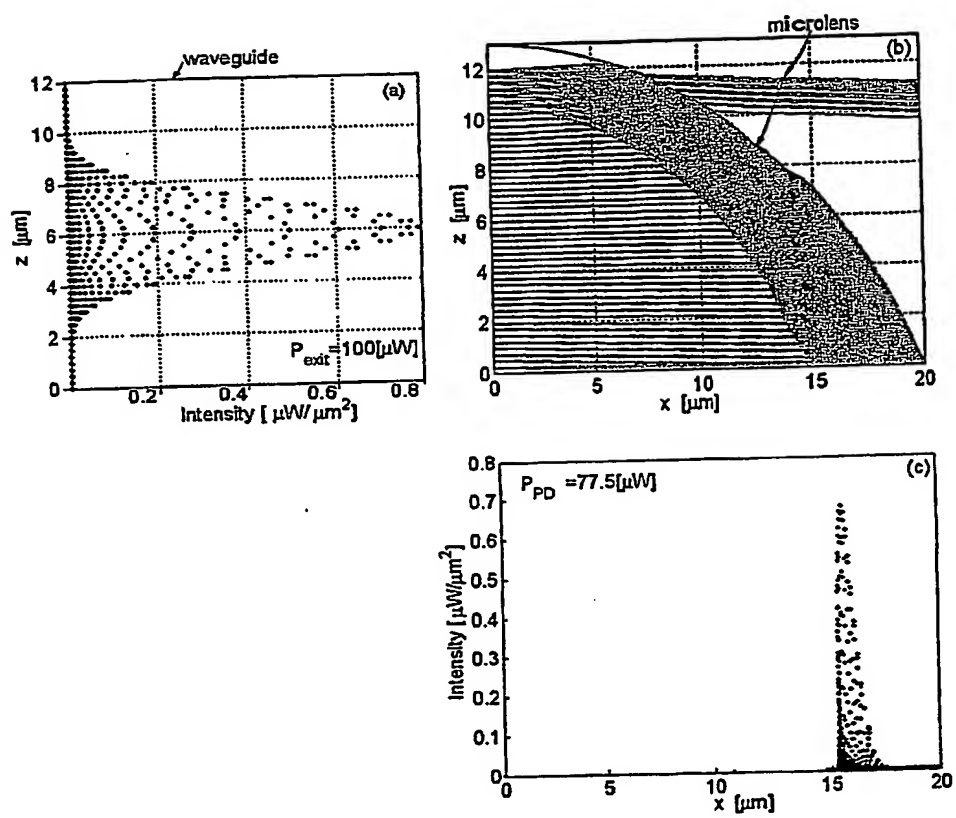 waveguide
(a)
12
10
8
6
4
2
0
z [μm]
P_exit=100[μW]
0.2 0.4 0.6 0.8
Intensity [ μW/μm²]
microlens
(b)
12
10
8
6
4
2
0
z [μm]
5 10 15 20
x [μm]
(c)
P_PD =77.5[μW]
0.8
0.7
0.6
0.5
0.4
0.3
0.2
0.1
0
Intensity [μW/μm²]
0 5 10 15 20
x [μm]